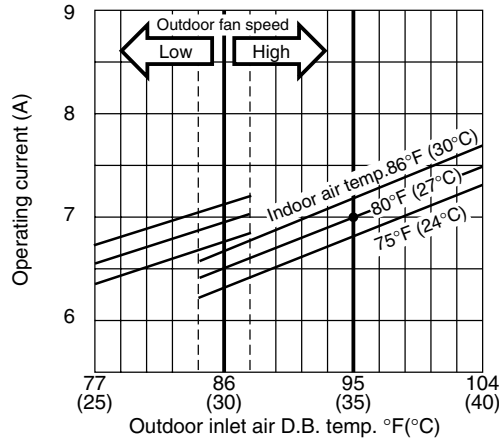 Outdoor fan speed
Low
High
9
8
7
6
Operating current (A)
Indoor air temp.86°F (30°C)
80°F (27°C)
75°F (24°C)
77
(25)
86
(30)
95
(35)
104
(40)
Outdoor inlet air D.B. temp. °F(°C)